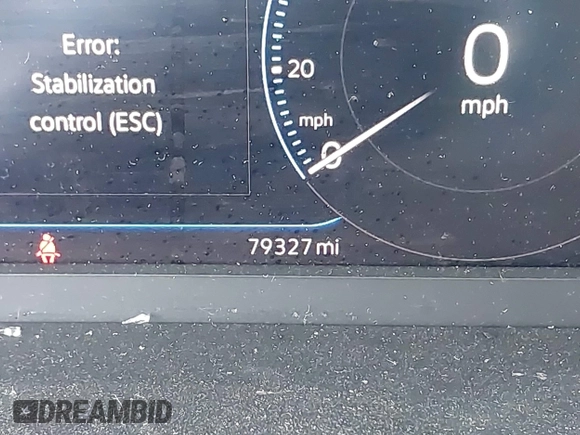 Error:
Stabilization
control (ESC)
20
mph
0
0
mph
79327 mi
DREAMBID